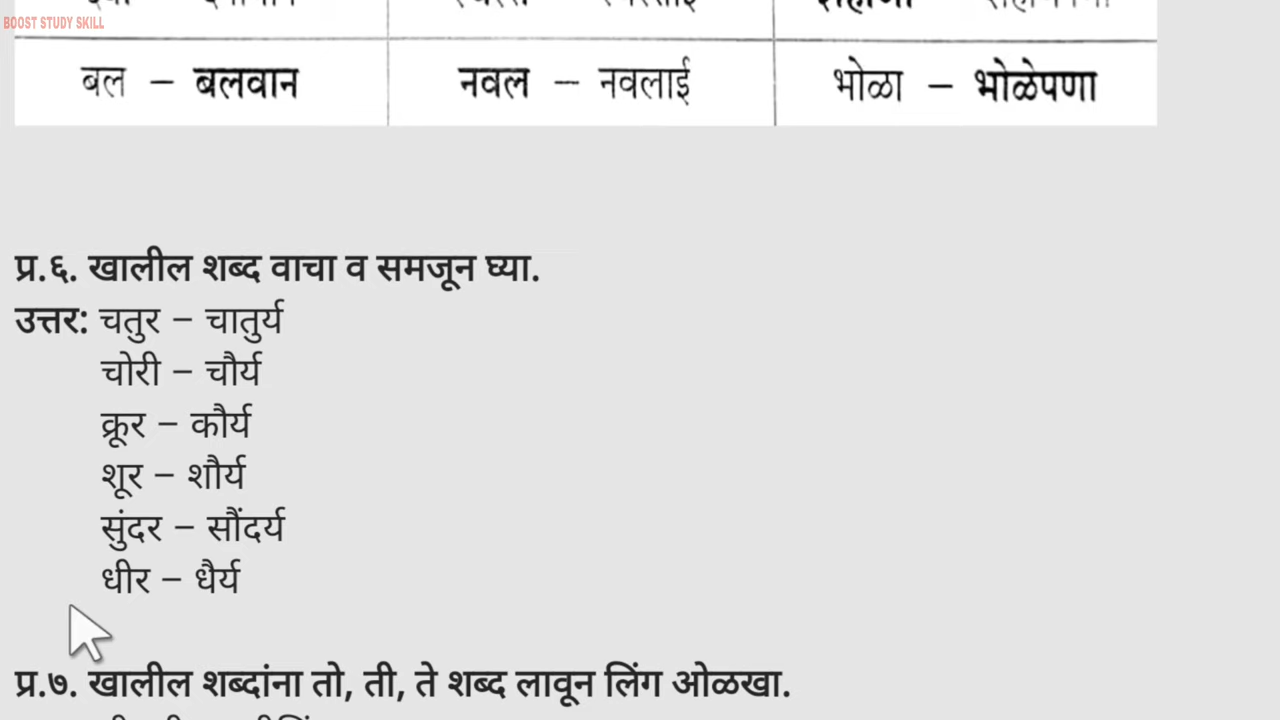 BOOST STUDY SKILL
बल – बलवान नवल – नवलाई भोळा – भोळेपणा
प्र.६. खालील शब्द वाचा व समजून घ्या.
उत्तर: चतुर – चातुर्य
चोरी – चौर्य
क्रूर – कौर्य
शूर – शौर्य
सुंदर – सौंदर्य
धीर – धैर्य
प्र.७. खालील शब्दांना तो, ती, ते शब्द लावून लिंग ओळखा.